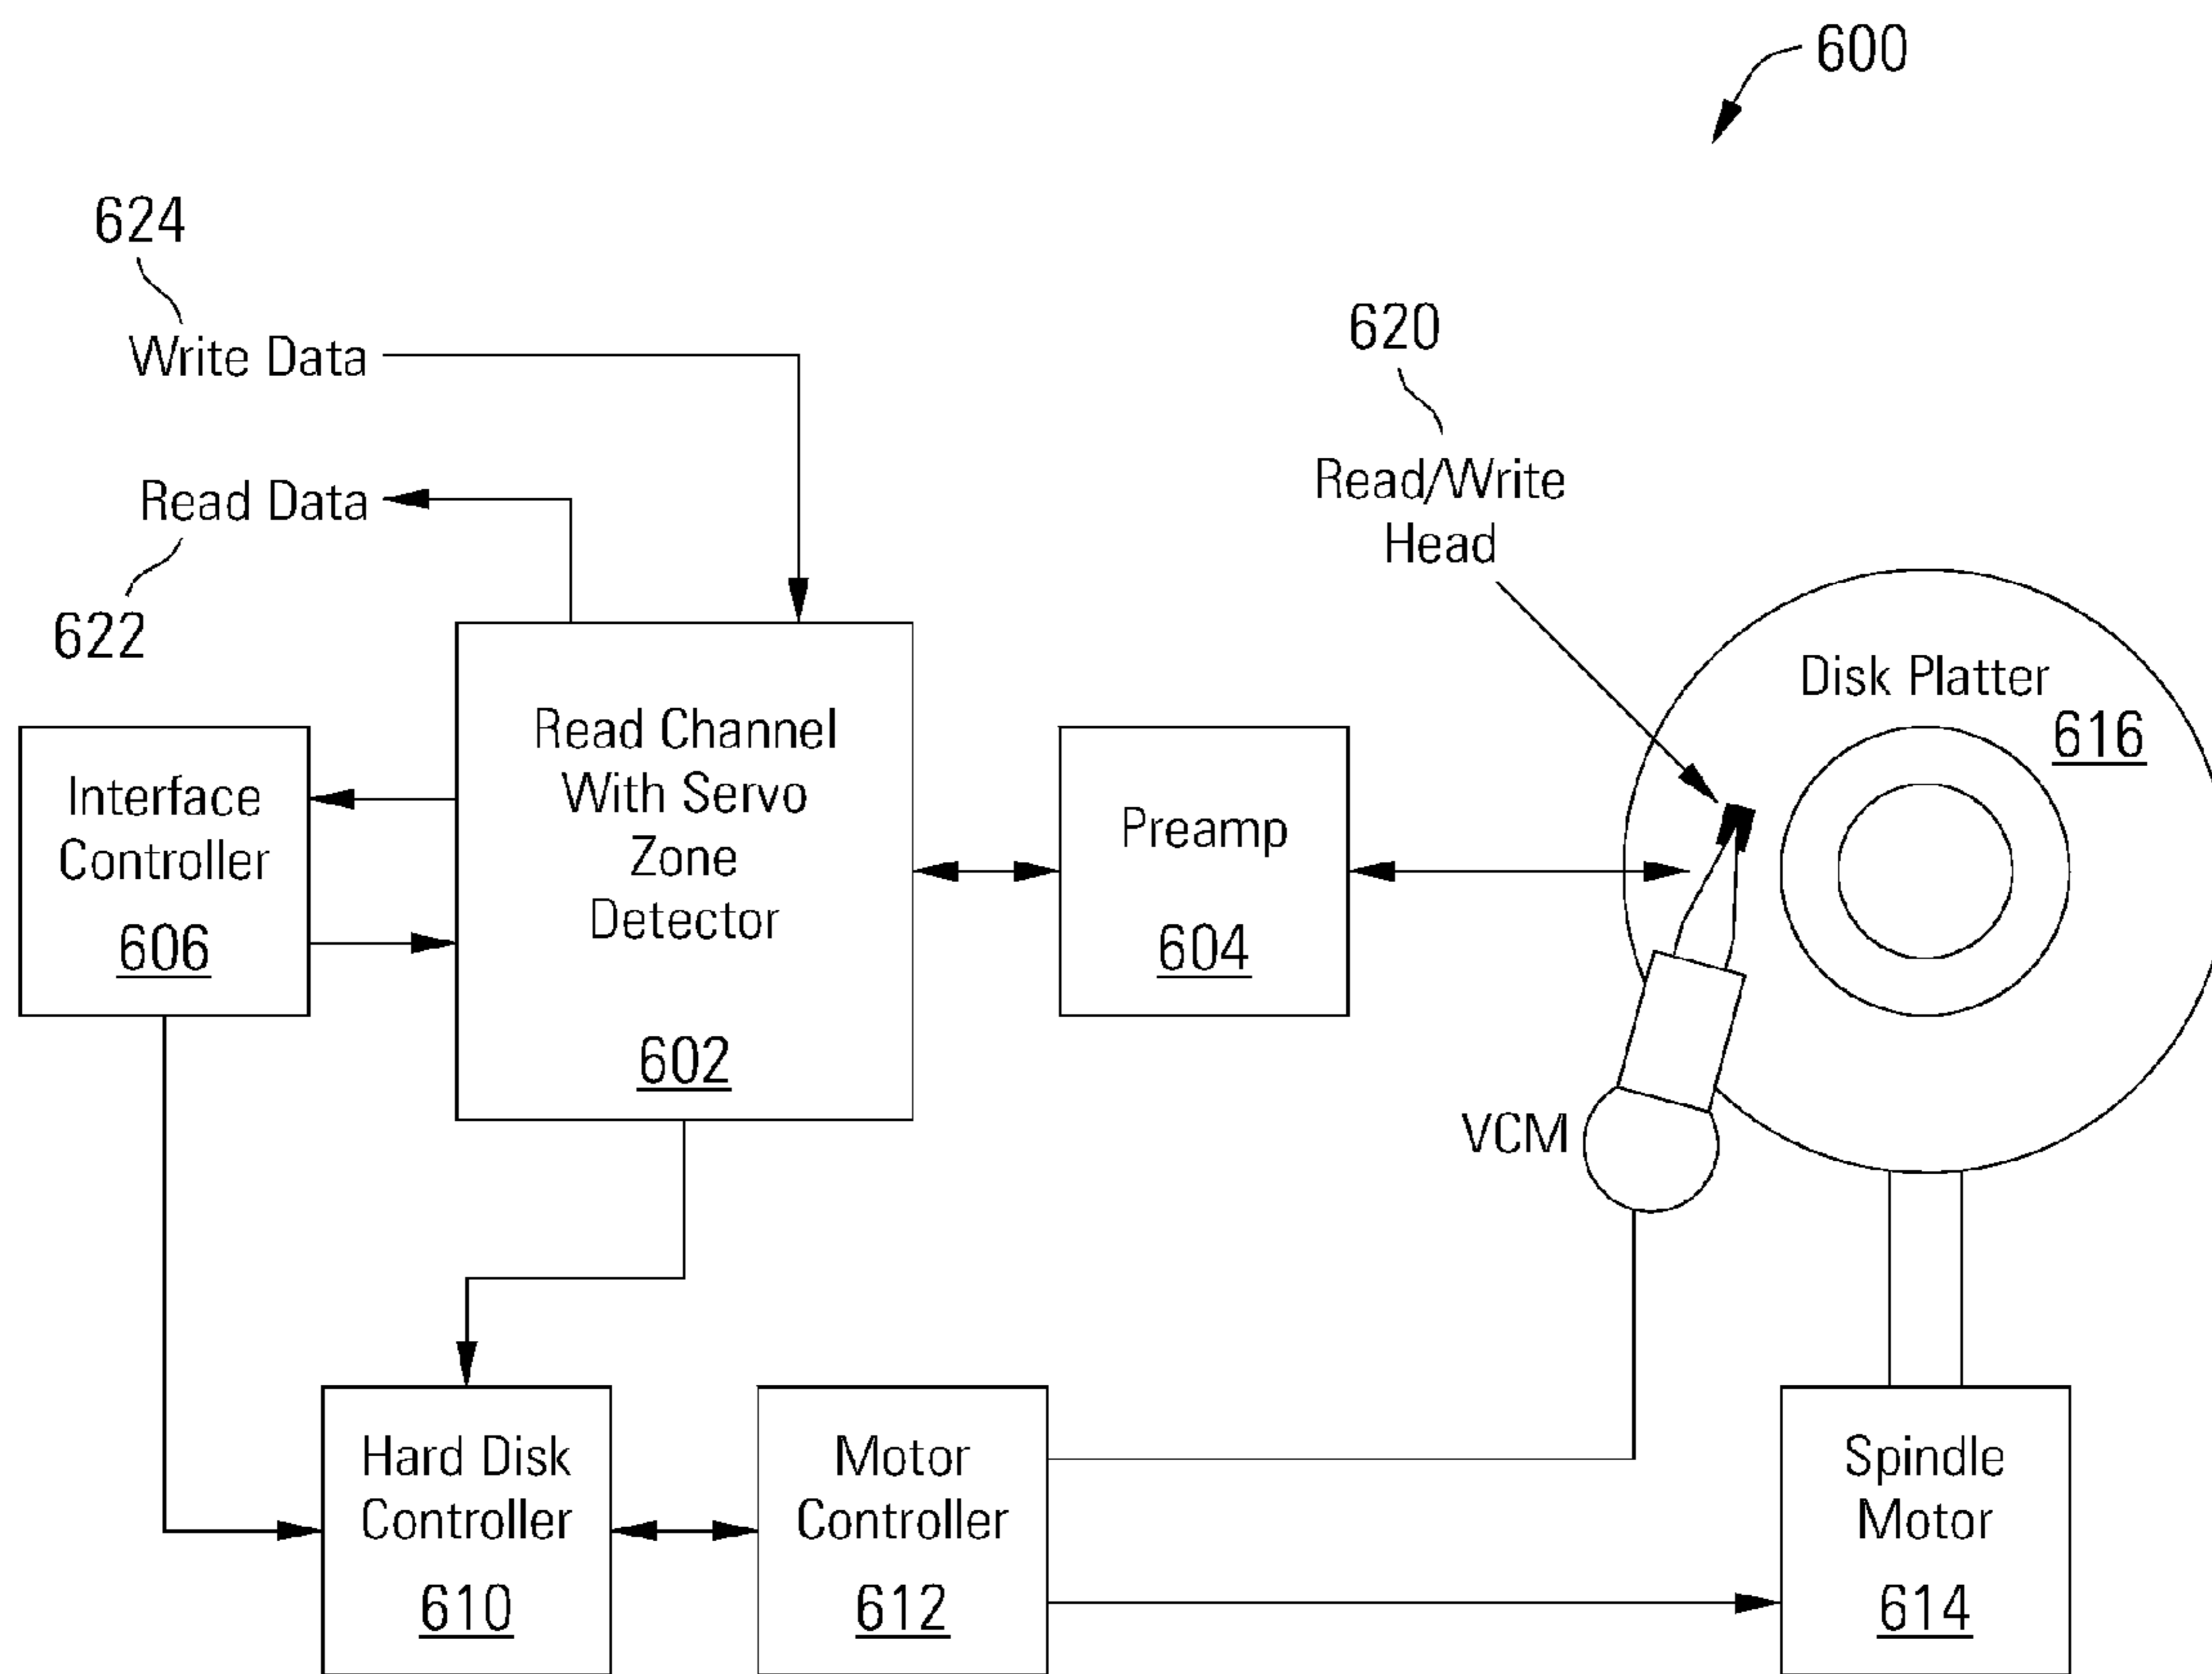 600
624
Write Data
620
Read/Write
Head
Read Data
622
Disk Platter
616
Read Channel
With Servo
Zone
Detector
602
Interface
Controller
606
Preamp
604
VCM
Hard Disk
Controller
610
Motor
Controller
612
Spindle
Motor
614